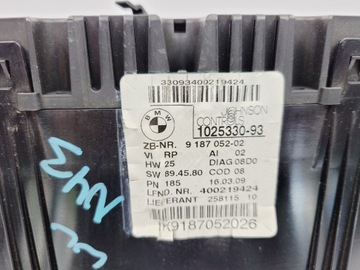 33093400219424
BMW
JOHNSON
CONTROLS
1025330-93
ZB-NR. 9 187 052-02
VI RP AI 02
HW 25 DIAG 08D0
SW 89.45.80 COD 08
PN 185 16.03.09
LFND. NR. 400219424
LIEFERANT 258115 10
K9187052026